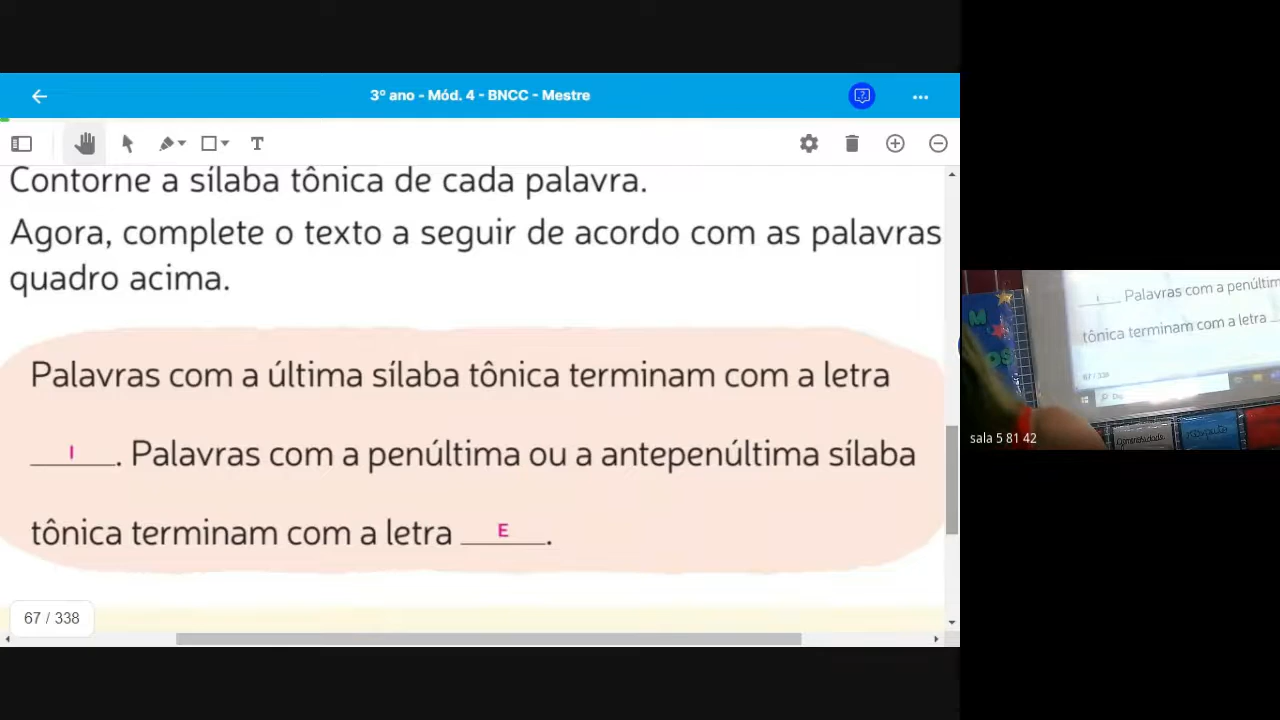 3º ano - Mód. 4 - BNCC - Mestre
Contorne a sílaba tônica de cada palavra.
Agora, complete o texto a seguir de acordo com as palavras
quadro acima.
Palavras com a última sílaba tônica terminam com a letra
I. Palavras com a penúltima ou a antepenúltima sílaba
tônica terminam com a letra E.
67 / 338
I Palavras com a penúltim
tônica terminam com a letra
67 / 338
sala 5 81 42